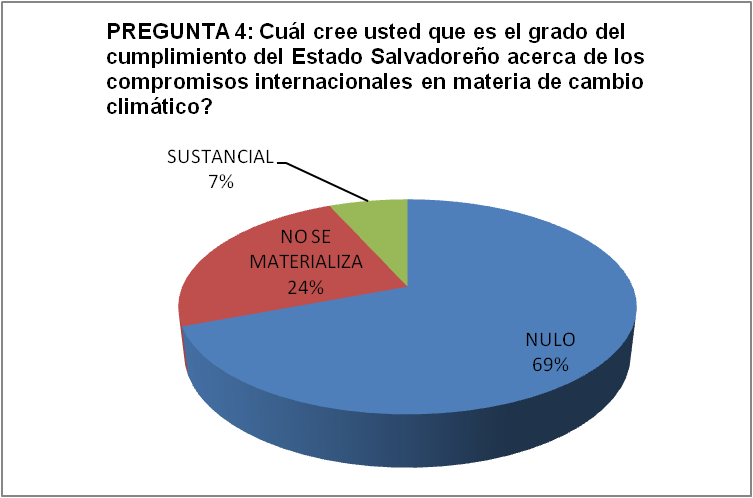 PREGUNTA 4: Cuál cree usted que es el grado del
cumplimiento del Estado Salvadoreño acerca de los
compromisos internacionales en materia de cambio
climático?
SUSTANCIAL
7%
NO SE
MATERIALIZA
24%
NULO
69%